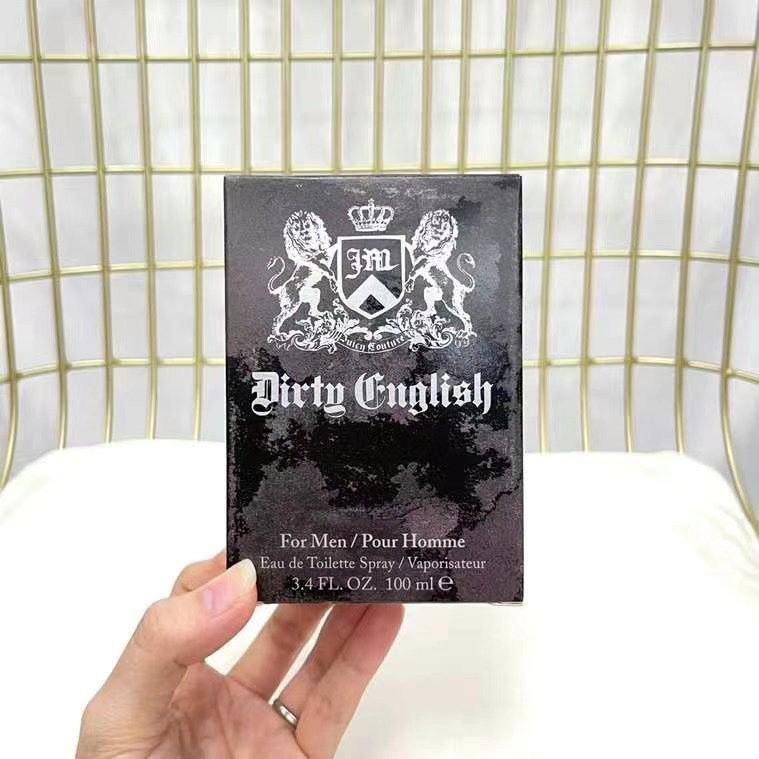 JM
Juicy Couture
Dirty English
For Men / Pour Homme
Eau de Toilette Spray / Vaporisateur
3.4 FL. OZ. 100 ml ℮